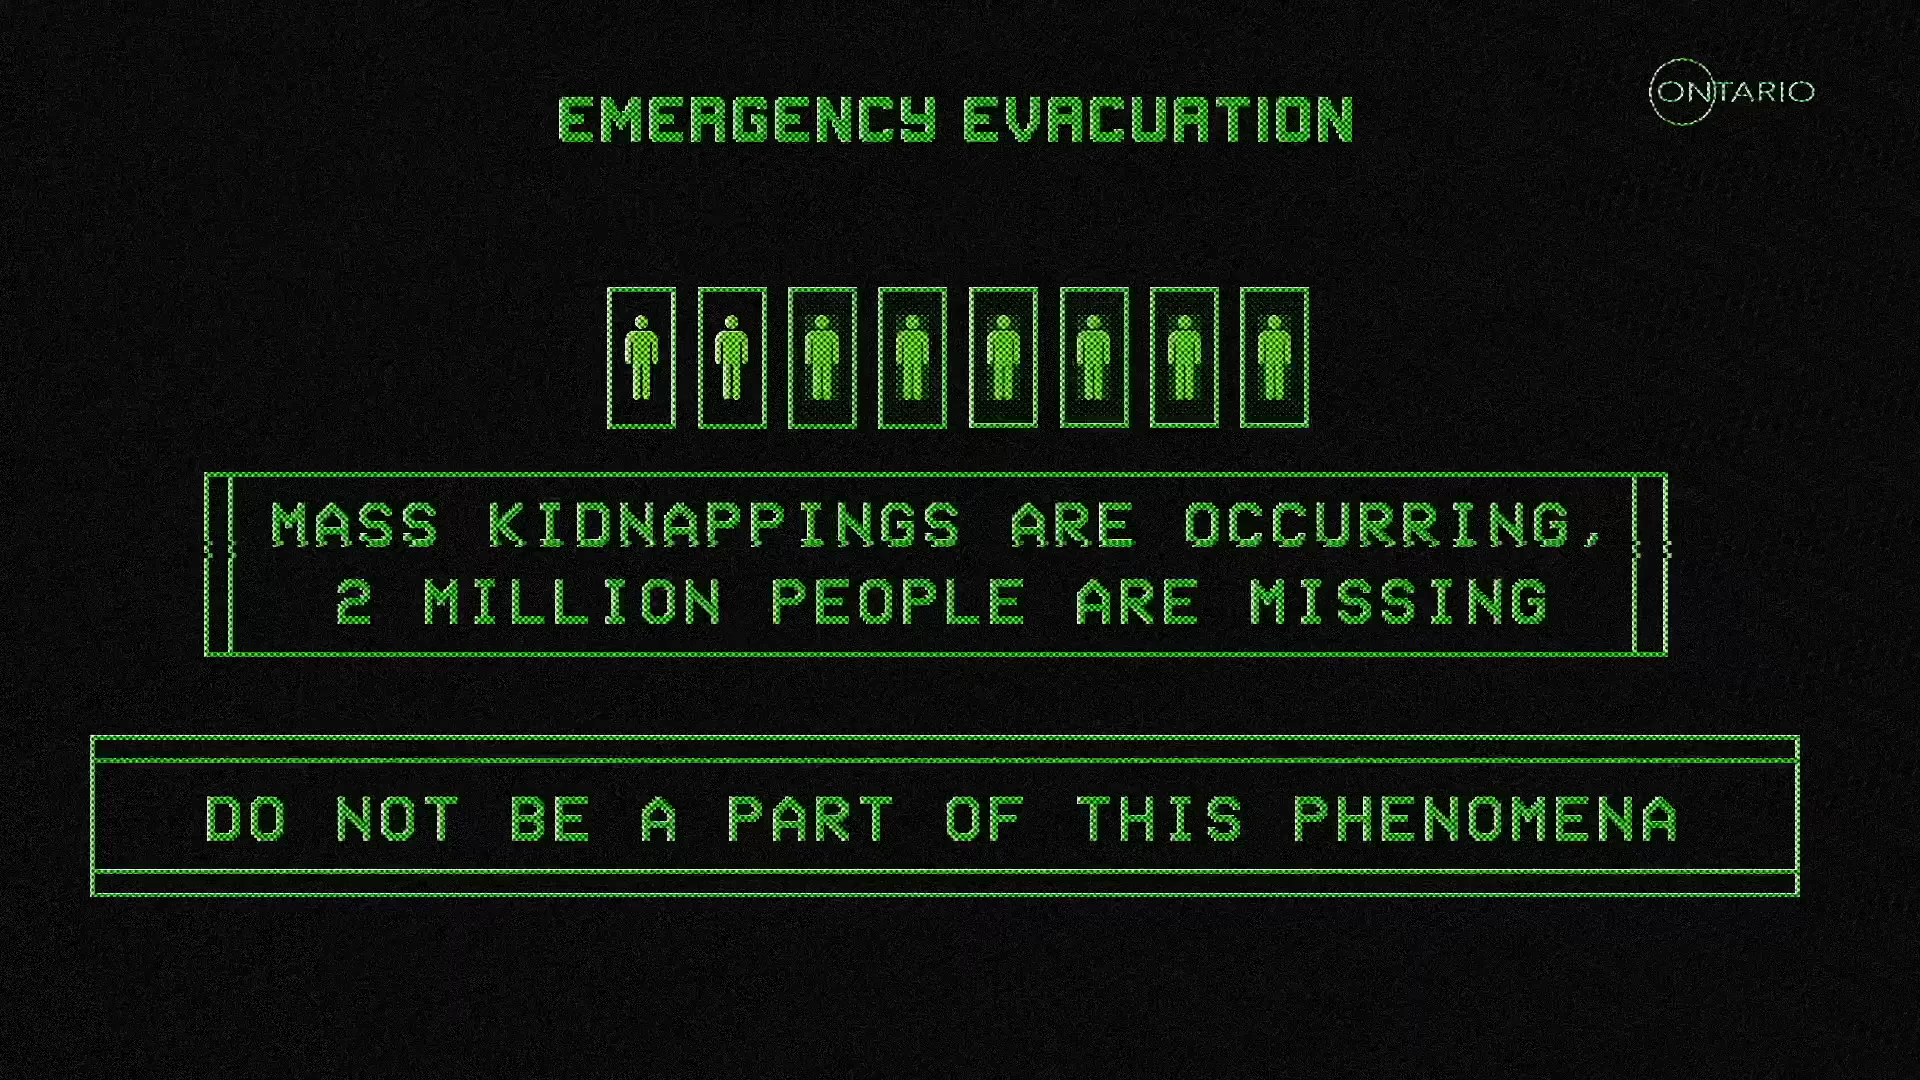 EMERGENCY EVACUATION
ONTARIO
MASS KIDNAPPINGS ARE OCCURRING,
2 MILLION PEOPLE ARE MISSING
DO NOT BE A PART OF THIS PHENOMENA